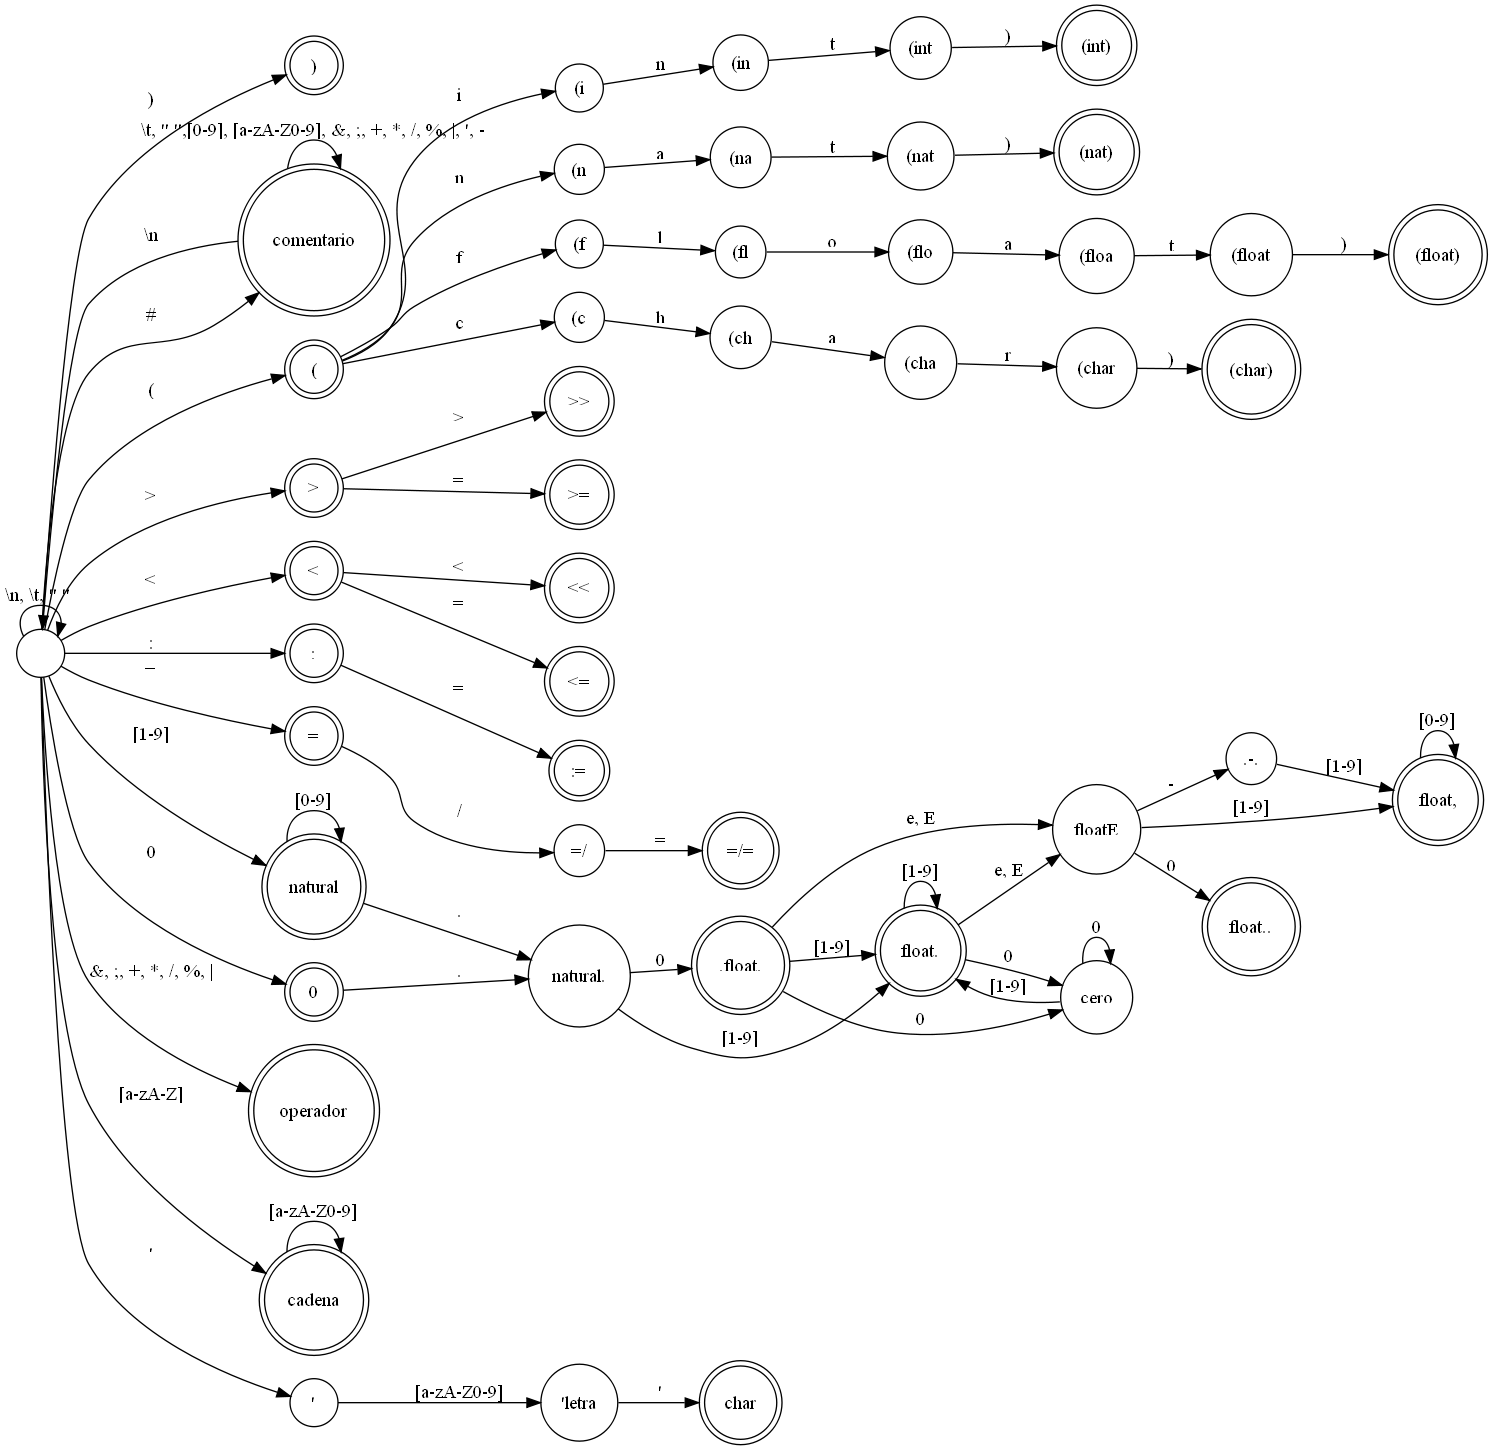 )
)
\t, " ",[0-9], [a-zA-Z0-9], &, ;, +, *, /, %, |, ', -
comentario
\n
#
(
(
i
(i
n
(in
t
(int
)
(int)
n
(n
a
(na
t
(nat
)
(nat)
f
(f
l
(fl
o
(flo
a
(floa
t
(float
)
(float)
c
(c
h
(ch
a
(cha
r
(char
)
(char)
>
>
>
>>
=
>=
<
<
<
<<
=
<=
\n, \t, " "
:
:
=
:=
=
=
/
=/
=
=/=
[1-9]
[0-9]
natural
.
0
0
.
natural.
0
.float.
[1-9]
e, E
[1-9]
[1-9]
float.
0
e, E
0
0
cero
[1-9]
floatE
-
.-.
[1-9]
[1-9]
[0-9]
float,
0
float..
&, ;, +, *, /, %, |
operador
[a-zA-Z]
[a-zA-Z0-9]
cadena
'
'
[a-zA-Z0-9]
'letra
'
char